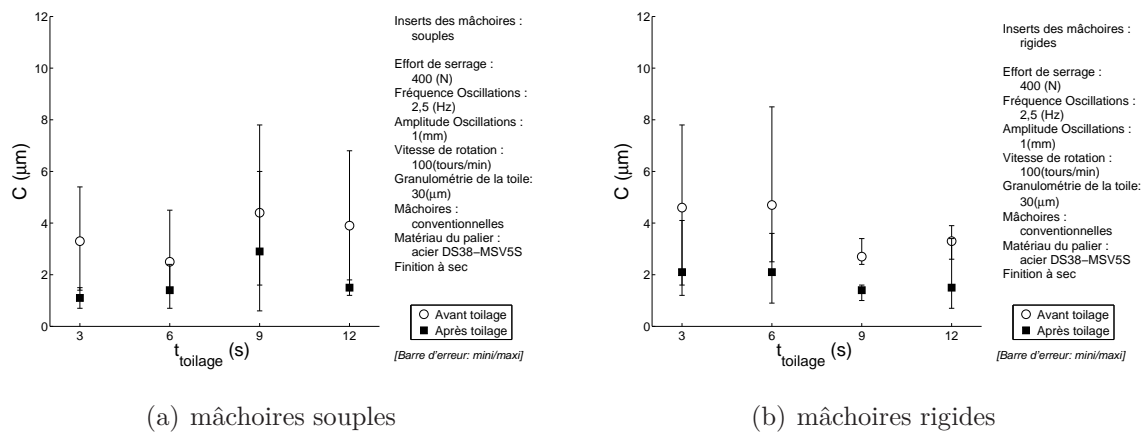 12
10
8
6
4
2
0
C (μm)
3
6
9
12
t toilage (s)
Inserts des mâchoires :
souples
Effort de serrage :
400 (N)
Fréquence Oscillations :
2,5 (Hz)
Amplitude Oscillations :
1(mm)
Vitesse de rotation :
100(tours/min)
Granulométrie de la toile:
30(μm)
Mâchoires :
conventionnelles
Matériau du palier :
acier DS38–MSV5S
Finition à sec
Avant toilage
Après toilage
[Barre d'erreur: mini/maxi]
(a) mâchoires souples
12
10
8
6
4
2
0
C (μm)
3
6
9
12
t toilage (s)
Inserts des mâchoires :
rigides
Effort de serrage :
400 (N)
Fréquence Oscillations :
2,5 (Hz)
Amplitude Oscillations :
1(mm)
Vitesse de rotation :
100(tours/min)
Granulométrie de la toile:
30(μm)
Mâchoires :
conventionnelles
Matériau du palier :
acier DS38–MSV5S
Finition à sec
Avant toilage
Après toilage
[Barre d'erreur: mini/maxi]
(b) mâchoires rigides